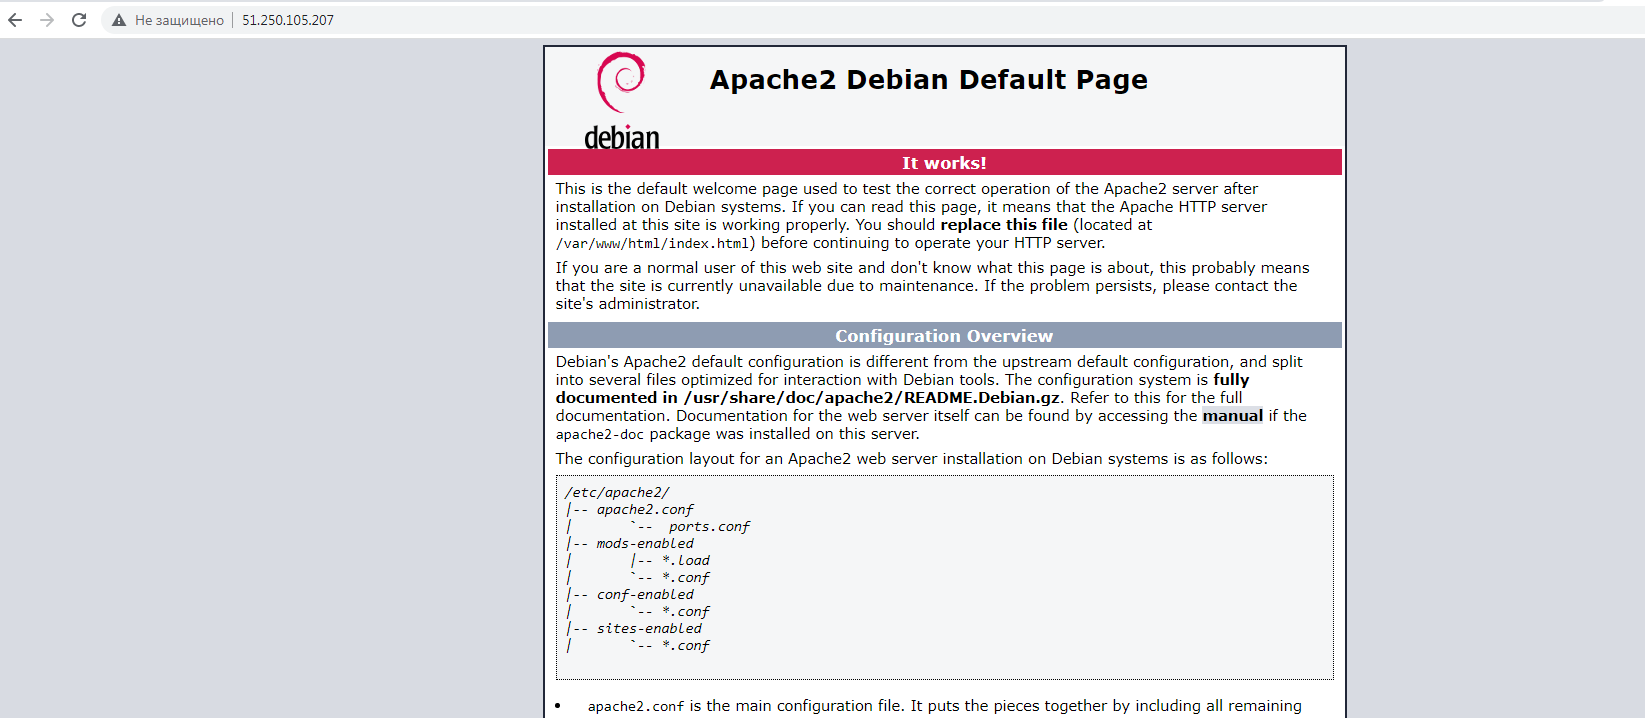 Не защищено | 51.250.105.207
debian
Apache2 Debian Default Page
It works!
This is the default welcome page used to test the correct operation of the Apache2 server after
installation on Debian systems. If you can read this page, it means that the Apache HTTP server
installed at this site is working properly. You should replace this file (located at
/var/www/html/index.html) before continuing to operate your HTTP server.
If you are a normal user of this web site and don't know what this page is about, this probably means
that the site is currently unavailable due to maintenance. If the problem persists, please contact the
site's administrator.
Configuration Overview
Debian's Apache2 default configuration is different from the upstream default configuration, and split
into several files optimized for interaction with Debian tools. The configuration system is fully
documented in /usr/share/doc/apache2/README.Debian.gz. Refer to this for the full
documentation. Documentation for the web server itself can be found by accessing the manual if the
apache2-doc package was installed on this server.
The configuration layout for an Apache2 web server installation on Debian systems is as follows:
/etc/apache2/
|-- apache2.conf
|       `--  ports.conf
|-- mods-enabled
|       |-- *.load
|       `-- *.conf
|-- conf-enabled
|       `-- *.conf
|-- sites-enabled
|       `-- *.conf
• apache2.conf is the main configuration file. It puts the pieces together by including all remaining